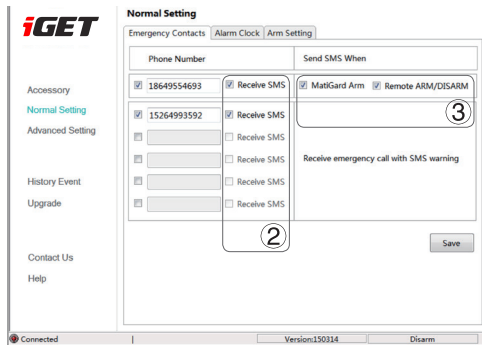 iGET
Normal Setting
Emergency Contacts Alarm Clock Arm Setting
Phone Number Send SMS When
Accessory
Normal Setting
Advanced Setting
History Event
Upgrade
Contact Us
Help
18649554693 Receive SMS MatiGard Arm Remote ARM/DISARM
③
15264993592 Receive SMS
Receive SMS
Receive SMS Receive emergency call with SMS warning
Receive SMS
Receive SMS
②
Save
Connected Version:150314 Disarm